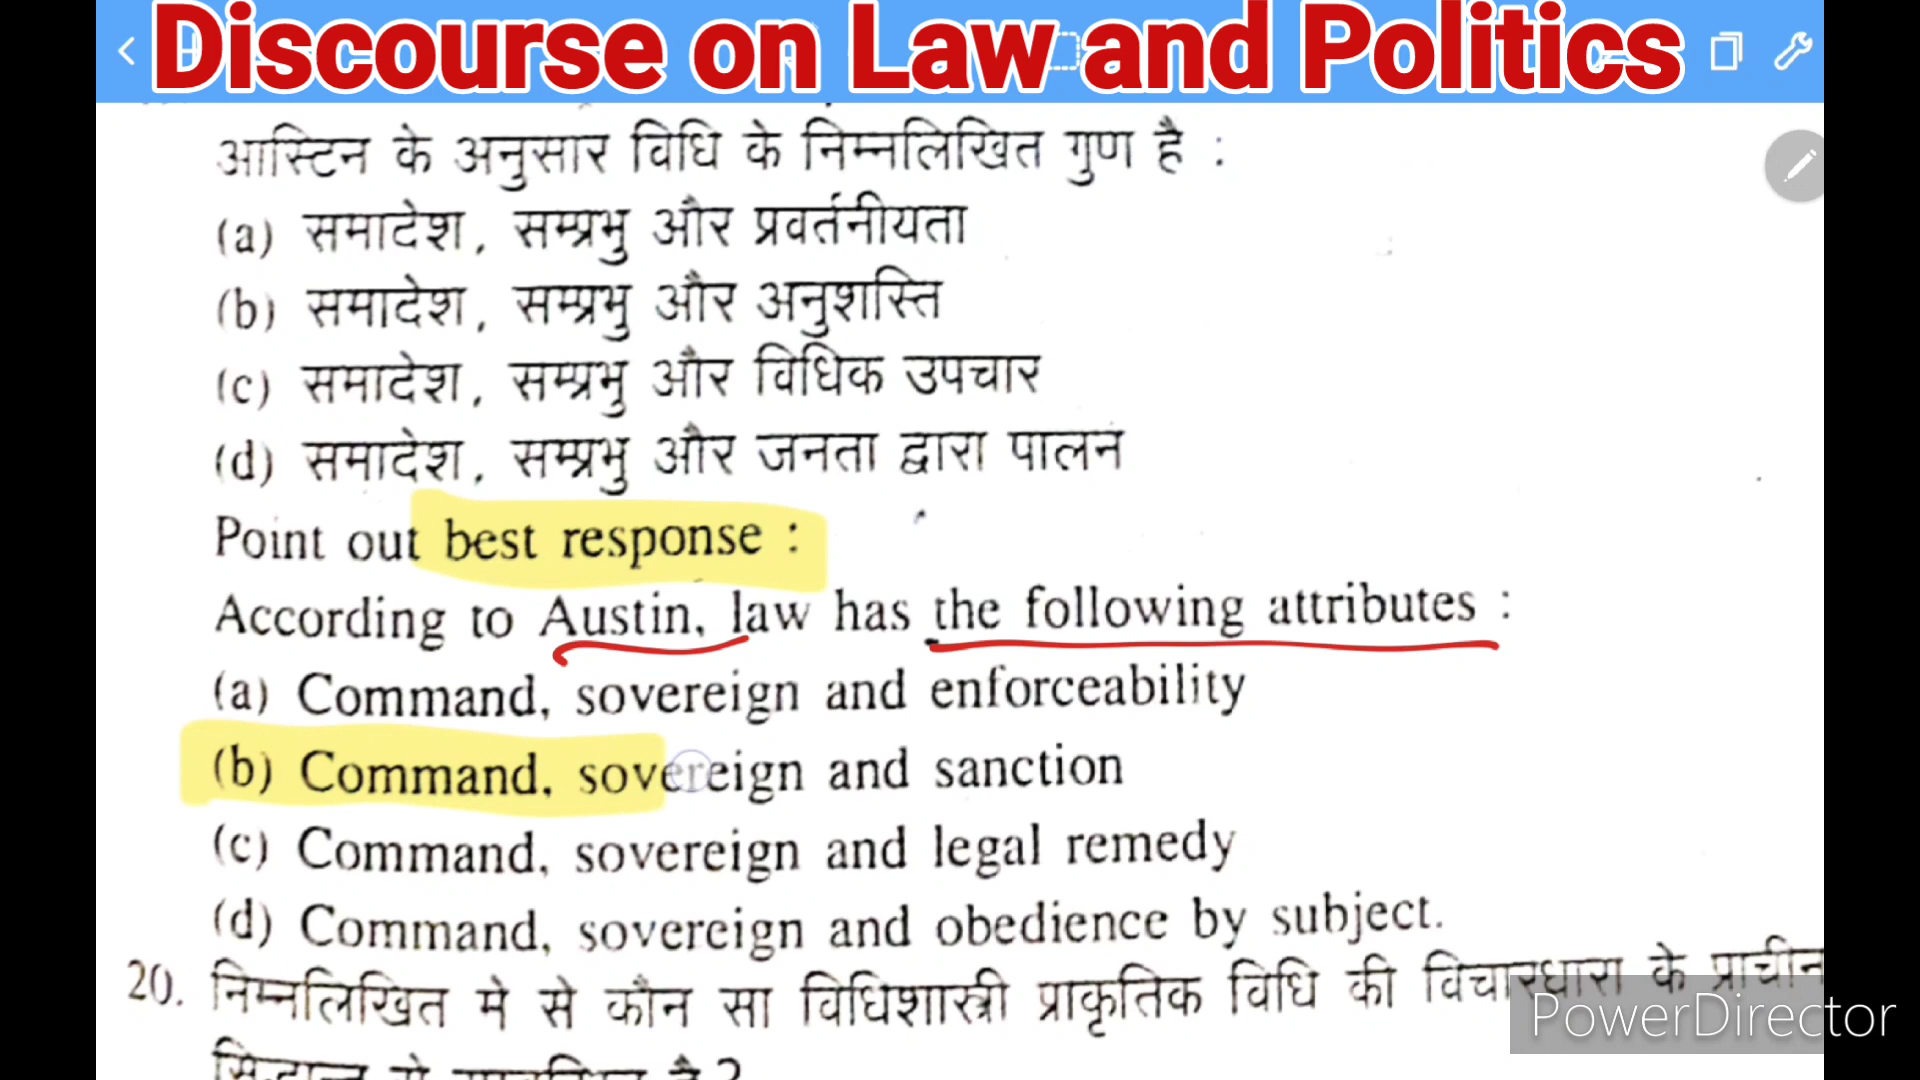 Discourse on Law and Politics
आस्टिन के अनुसार विधि के निम्नलिखित गुण है :
(a) समादेश, सम्प्रभु और प्रवर्तनीयता
(b) समादेश, सम्प्रभु और अनुशस्ति
(c) समादेश, सम्प्रभु और विधिक उपचार
(d) समादेश, सम्प्रभु और जनता द्वारा पालन
Point out best response :
According to Austin, law has the following attributes :
(a) Command, sovereign and enforceability
(b) Command, sovereign and sanction
(c) Command, sovereign and legal remedy
(d) Command, sovereign and obedience by subject.
20. निम्नलिखित मे से कौन सा विधिशास्त्री प्राकृतिक विधि की विचारधारा के प्राचीन
है ?
PowerDirector